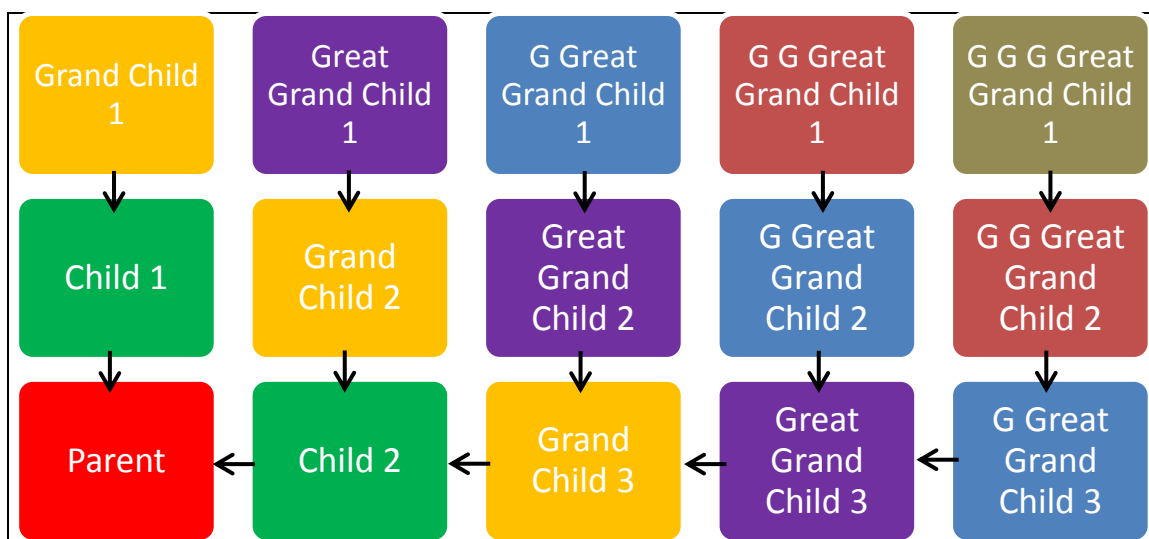 Grand Child
1
Great
Grand Child
1
G Great
Grand Child
1
G G Great
Grand Child
1
G G G Great
Grand Child
1
Child 1
Grand
Child 2
Great
Grand
Child 2
G Great
Grand
Child 2
G G Great
Grand
Child 2
Parent
Child 2
Grand
Child 3
Great
Grand
Child 3
G Great
Grand
Child 3